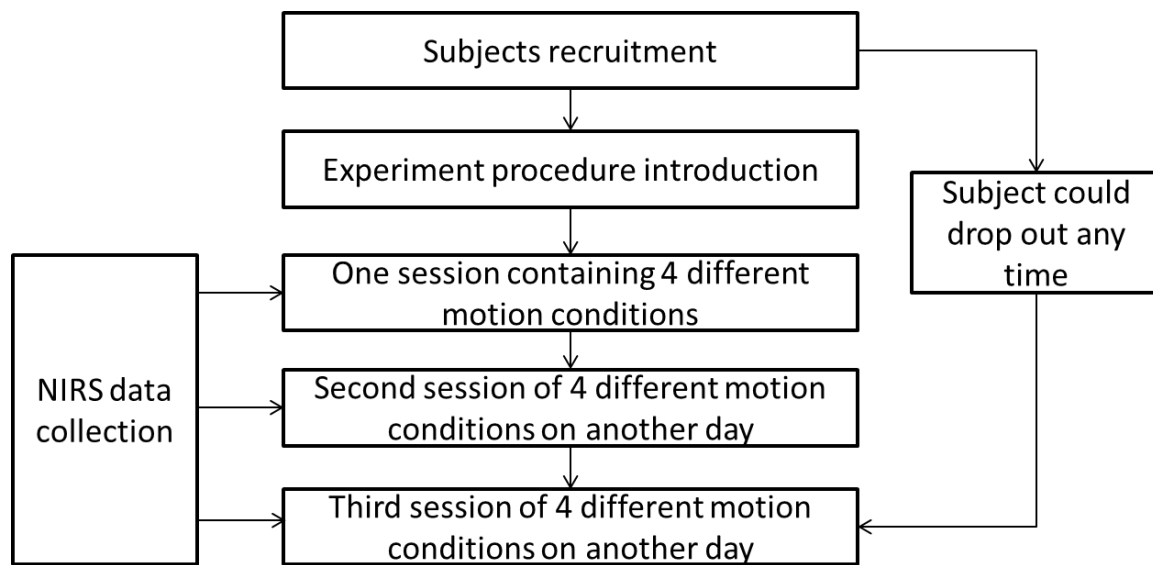 Subjects recruitment
Experiment procedure introduction
Subject could
drop out any
time
One session containing 4 different
motion conditions
NIRS data
collection
Second session of 4 different motion
conditions on another day
Third session of 4 different motion
conditions on another day